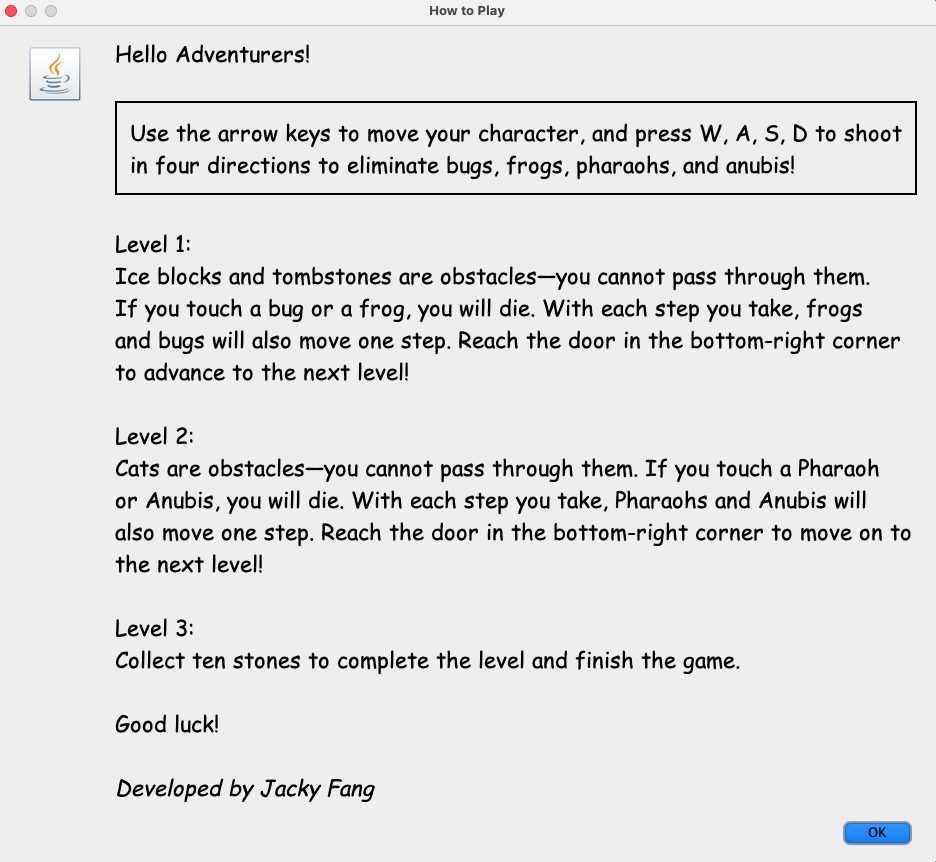 How to Play
Hello Adventurers!
Use the arrow keys to move your character, and press W, A, S, D to shoot
in four directions to eliminate bugs, frogs, pharaohs, and anubis!
Level 1:
Ice blocks and tombstones are obstacles—you cannot pass through them.
If you touch a bug or a frog, you will die. With each step you take, frogs
and bugs will also move one step. Reach the door in the bottom-right corner
to advance to the next level!
Level 2:
Cats are obstacles—you cannot pass through them. If you touch a Pharaoh
or Anubis, you will die. With each step you take, Pharaohs and Anubis will
also move one step. Reach the door in the bottom-right corner to move on to
the next level!
Level 3:
Collect ten stones to complete the level and finish the game.
Good luck!
Developed by Jacky Fang
OK